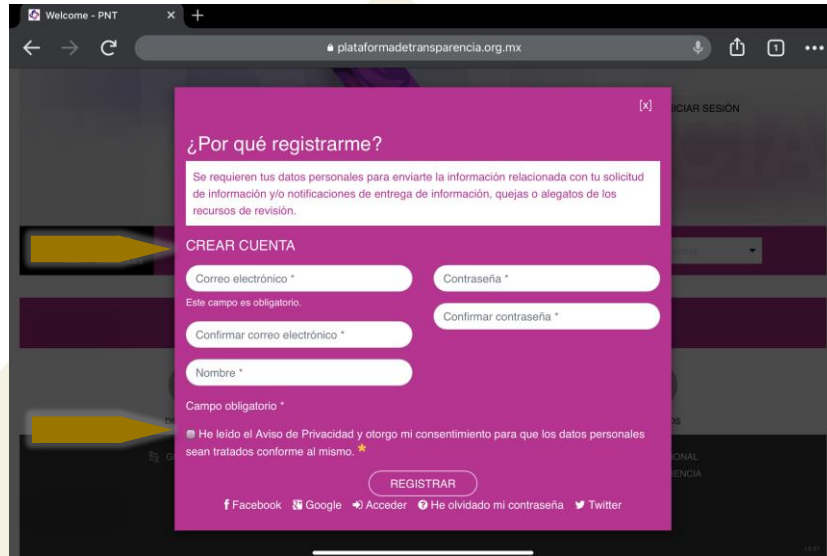 Welcome - PNT
plataformadetransparencia.org.mx
1
[x]
INICIAR SESIÓN
¿Por qué registrarme?
Se requieren tus datos personales para enviarte la información relacionada con tu solicitud
de información y/o notificaciones de entrega de información, quejas o alegatos de los
recursos de revisión.
CREAR CUENTA
Correo electrónico *
Contraseña *
Este campo es obligatorio.
Confirmar contraseña *
Confirmar correo electrónico *
Nombre *
Campo obligatorio *
He leído el Aviso de Privacidad y otorgo mi consentimiento para que los datos personales
sean tratados conforme al mismo. *
REGISTRAR
Facebook Google Acceder He olvidado mi contraseña Twitter